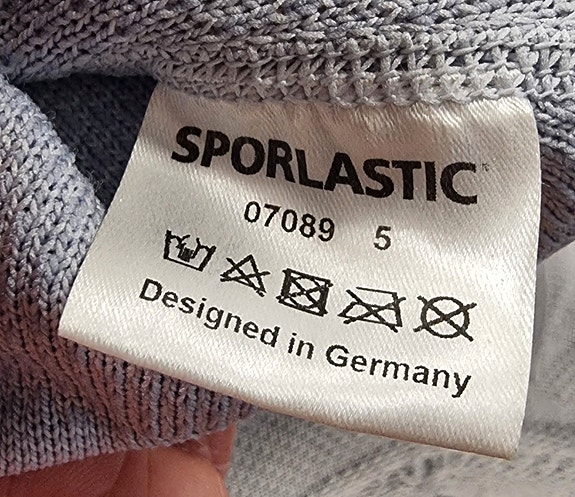 SPORLASTIC
07089 5
Designed in Germany